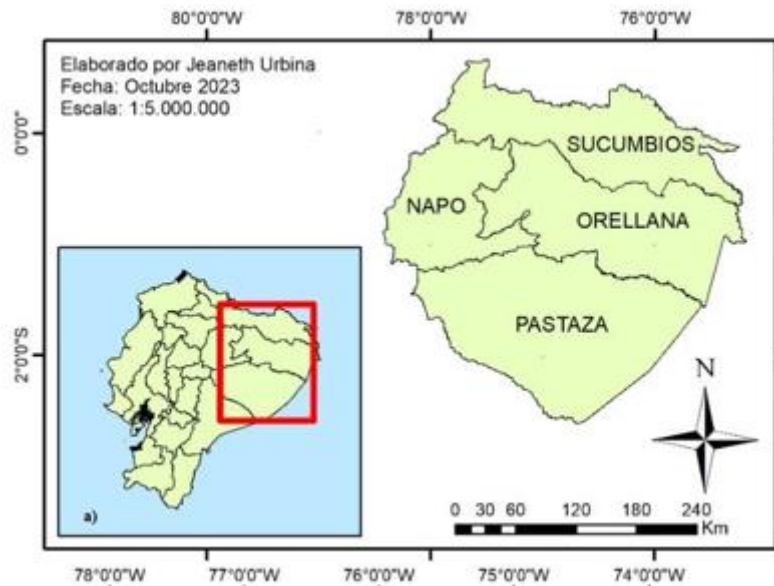 80°0'0"W 78°0'0"W 76°0'0"W
Elaborado por Jeaneth Urbina
Fecha: Octubre 2023
Escala: 1:5.000.000
0°0'0"
SUCUMBIOS
NAPO
ORELLANA
PASTAZA
2°0'0"S
N
a)
0 30 60 120 180 240
Km
78°0'0"W 77°0'0"W 76°0'0"W 75°0'0"W 74°0'0"W